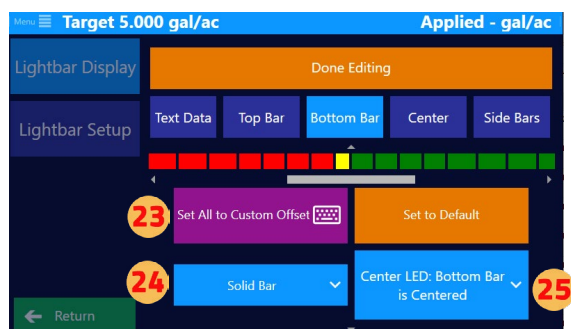 Menu Target 5.000 gal/ac Applied - gal/ac
Lightbar Display
Done Editing
Lightbar Setup
Text Data Top Bar Bottom Bar Center Side Bars
23 Set All to Custom Offset Set to Default
24 Solid Bar Center LED: Bottom Bar is Centered 25
Return